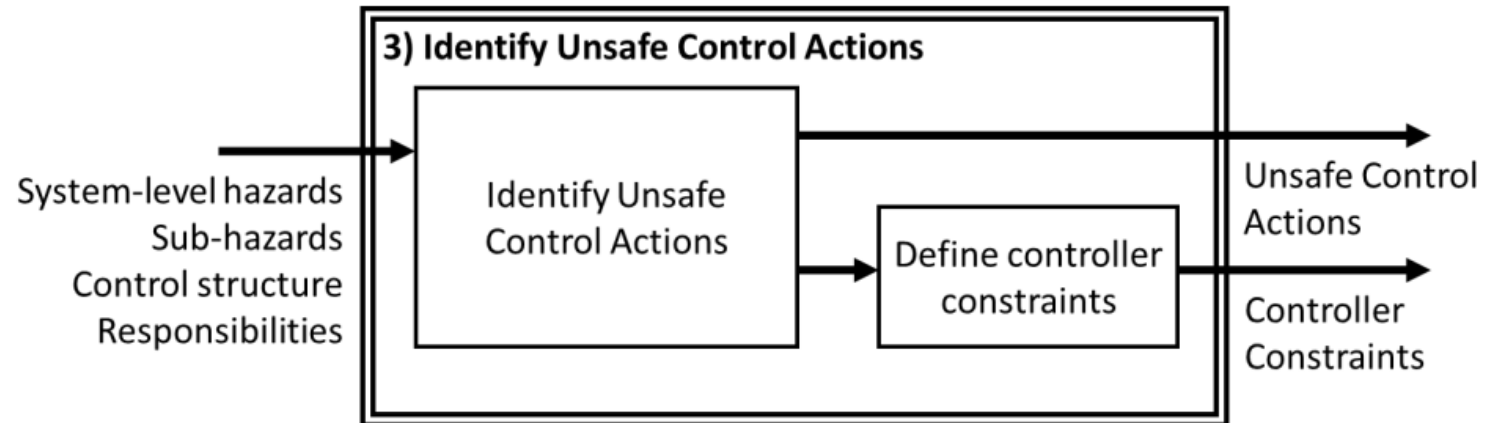 3) Identify Unsafe Control Actions
System-level hazards
Sub-hazards
Control structure
Responsibilities
Identify Unsafe
Control Actions
Define controller
constraints
Unsafe Control
Actions
Controller
Constraints